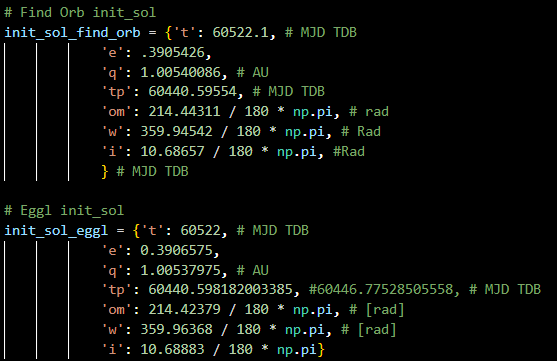 # Find Orb init_sol
init_sol_find_orb = {'t': 60522.1, # MJD TDB
'e': .3905426,
'q': 1.00540086, # AU
'tp': 60440.59554, # MJD TDB
'om': 214.44311 / 180 * np.pi, # rad
'w': 359.94542 / 180 * np.pi, # Rad
'i': 10.68657 / 180 * np.pi, #Rad
} # MJD TDB
# Eggl init_sol
init_sol_eggl = {'t': 60522, # MJD TDB
'e': 0.3906575,
'q': 1.00537975, # AU
'tp': 60440.598182003385, #60446.77528505558, # MJD TDB
'om': 214.42379 / 180 * np.pi, # [rad]
'w': 359.96368 / 180 * np.pi, # [rad]
'i': 10.68883 / 180 * np.pi}